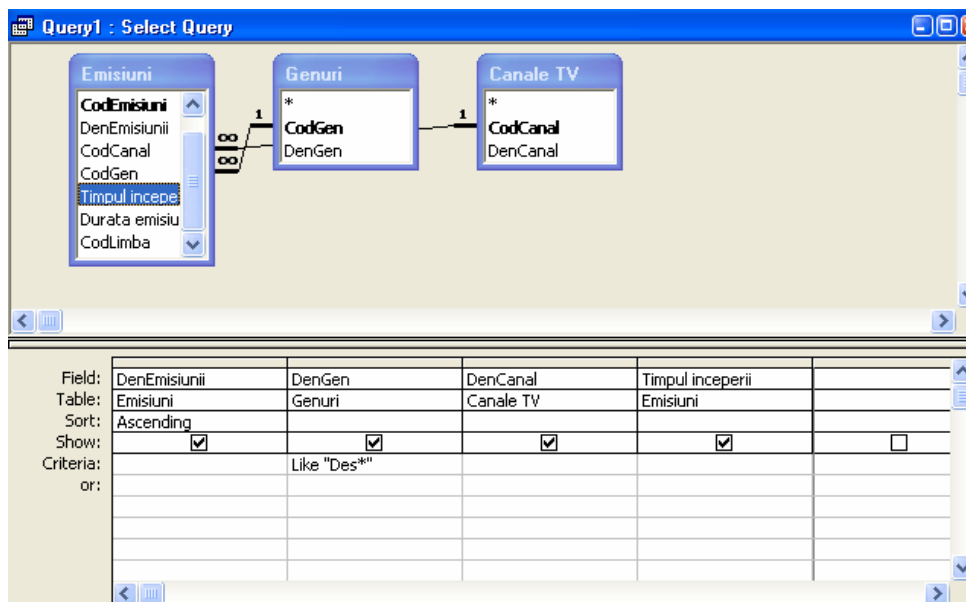 Query1 : Select Query
Emisiuni
CodEmisiuni
DenEmisiunii
CodCanal
CodGen
Timpul incepe
Durata emisiu
CodLimba
∞
∞
1
Genuri
*
CodGen
DenGen
1
Canale TV
*
CodCanal
DenCanal
Field: DenEmisiunii DenGen DenCanal Timpul inceperii
Table: Emisiuni Genuri Canale TV Emisiuni
Sort: Ascending
Show:
Criteria: Like "Des*"
or: